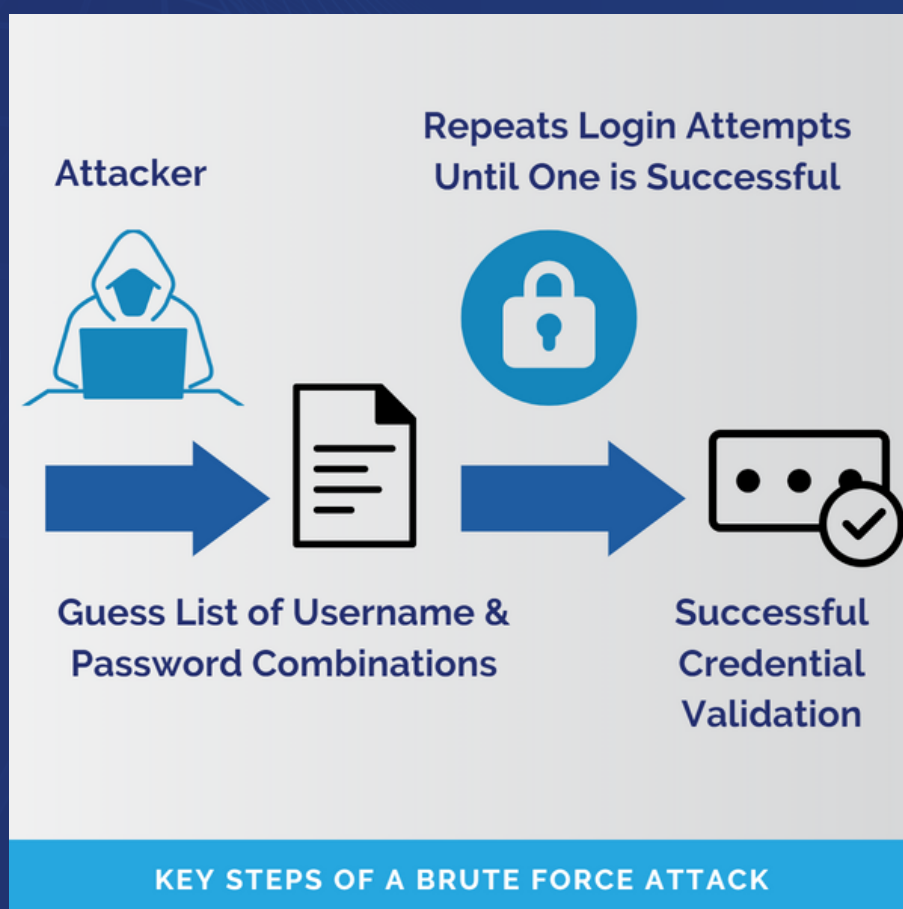 Attacker
Repeats Login Attempts
Until One is Successful
Guess List of Username &
Password Combinations
Successful
Credential
Validation
KEY STEPS OF A BRUTE FORCE ATTACK